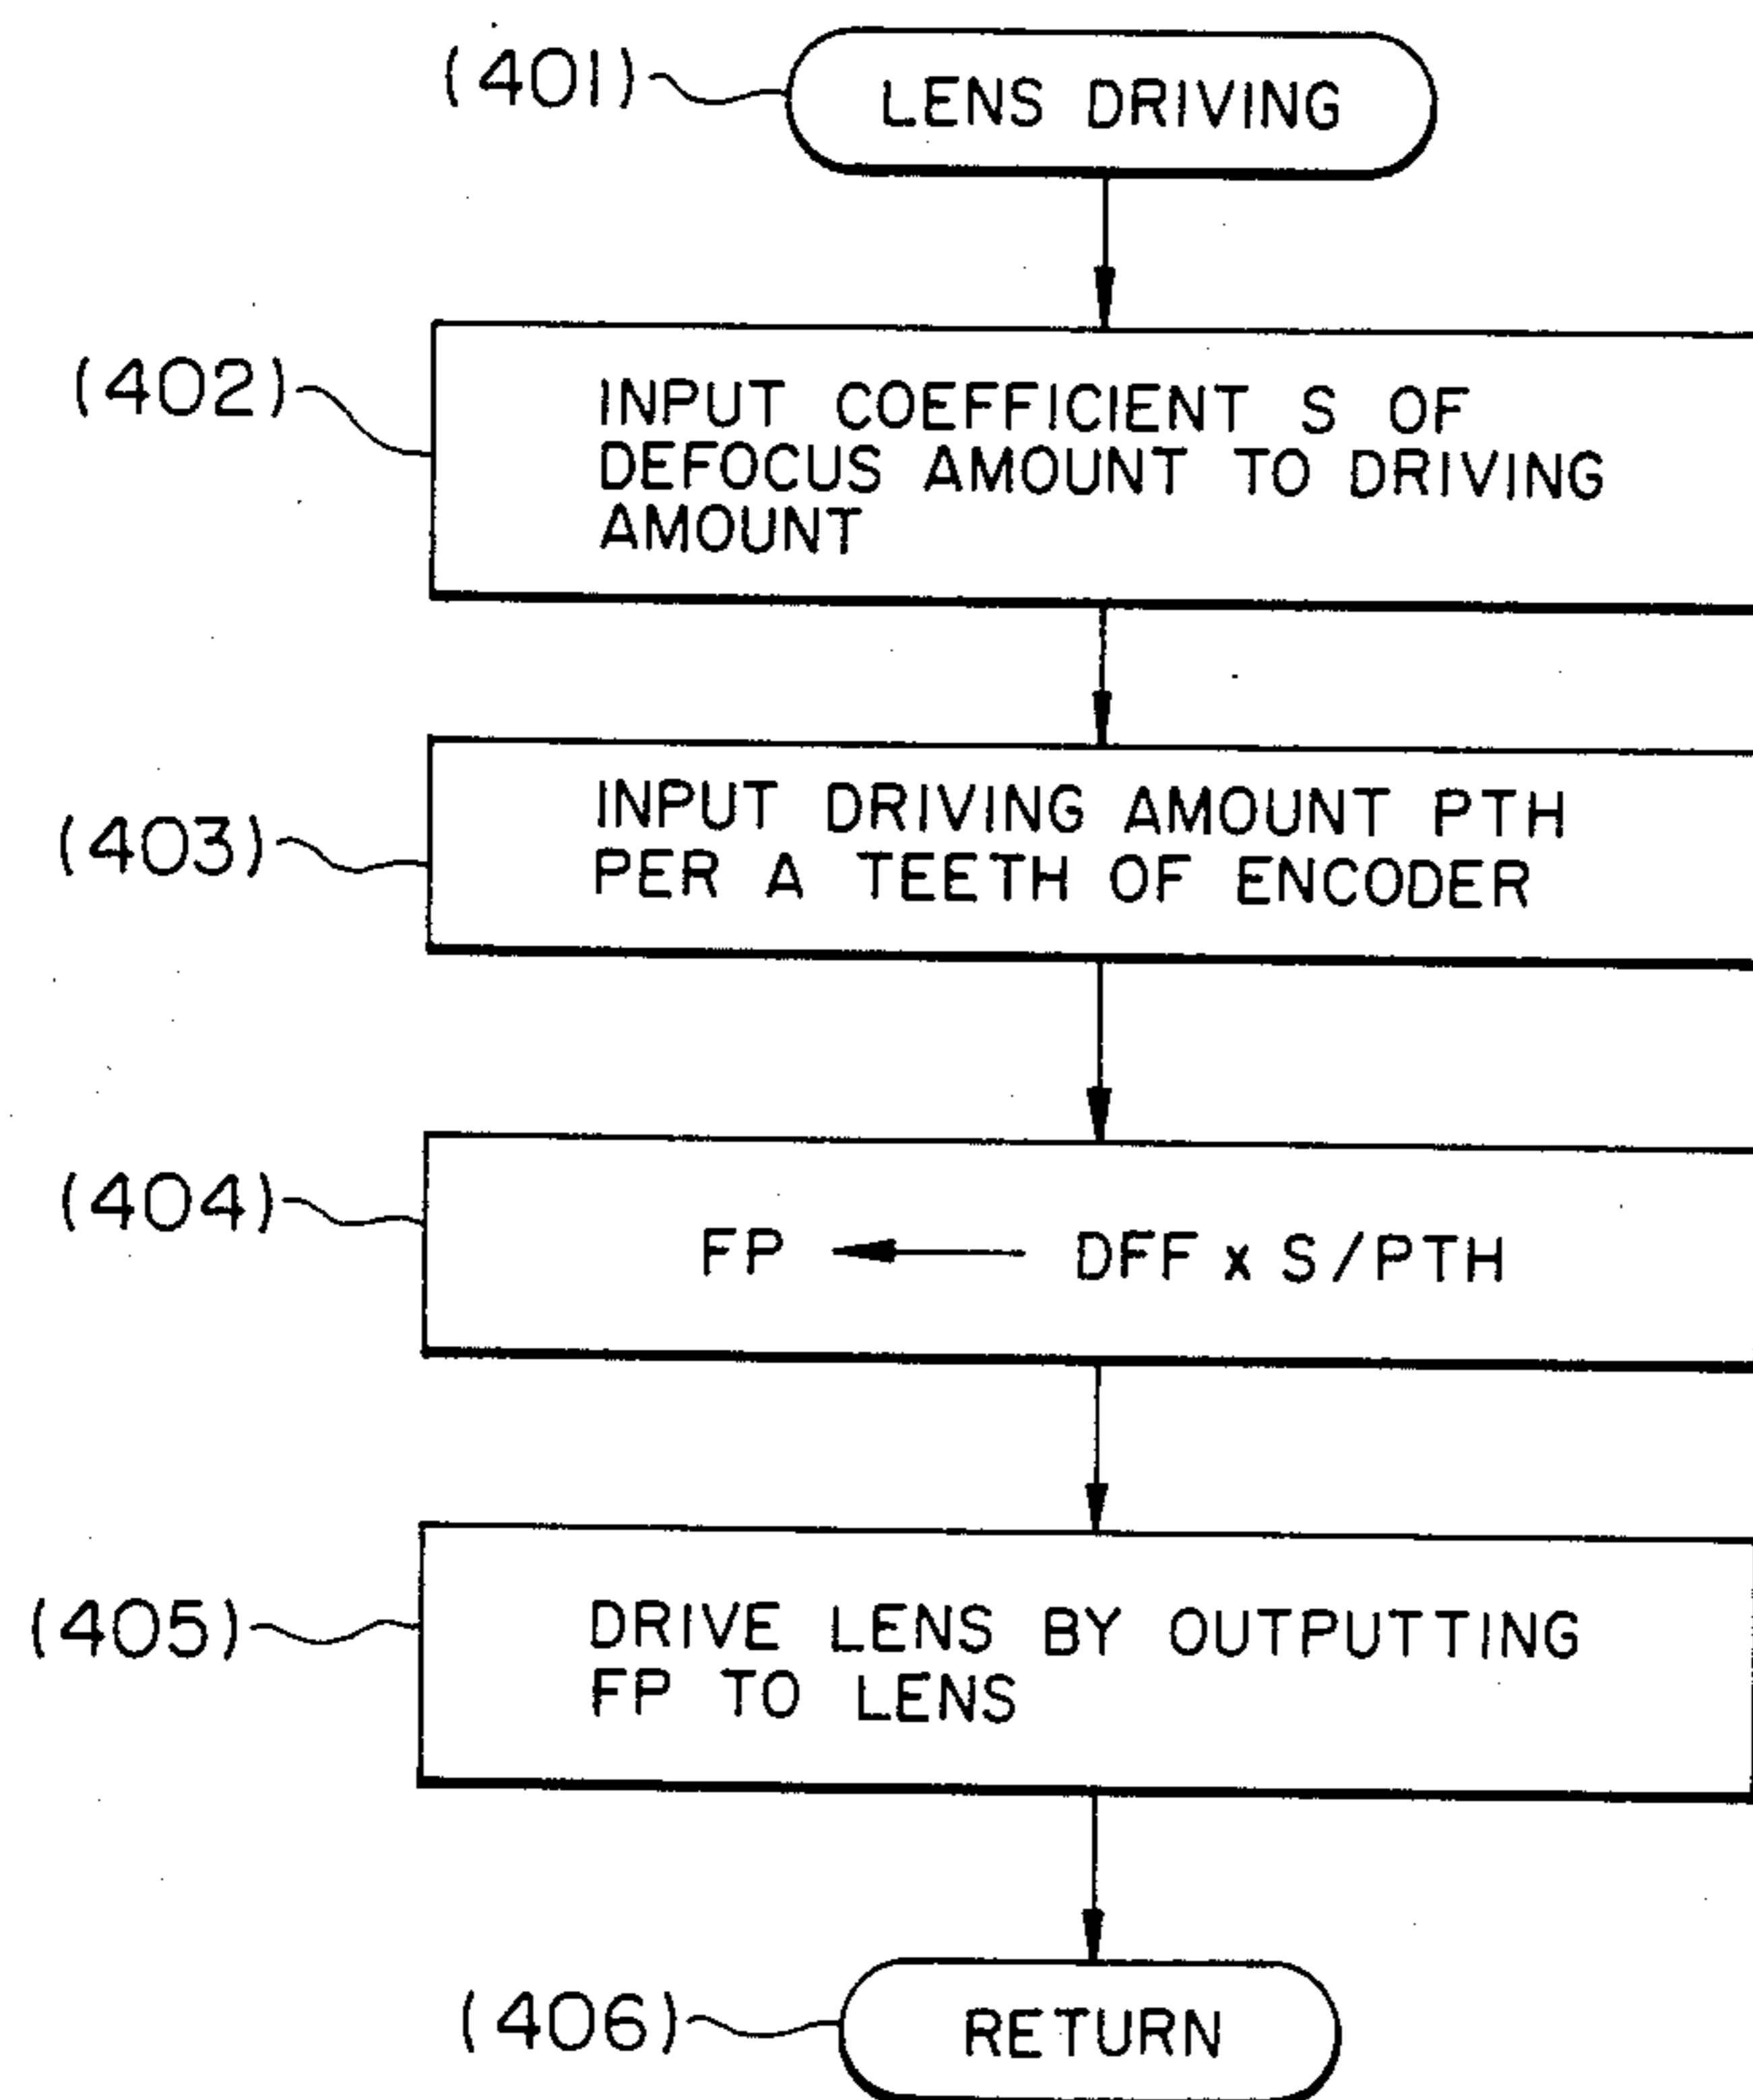 (401)
LENS DRIVING
(402)
INPUT COEFFICIENT S OF
DEFOCUS AMOUNT TO DRIVING
AMOUNT
(403)
INPUT DRIVING AMOUNT PTH
PER A TEETH OF ENCODER
(404)
FP ← DFF x S/PTH
(405)
DRIVE LENS BY OUTPUTTING
FP TO LENS
(406)
RETURN